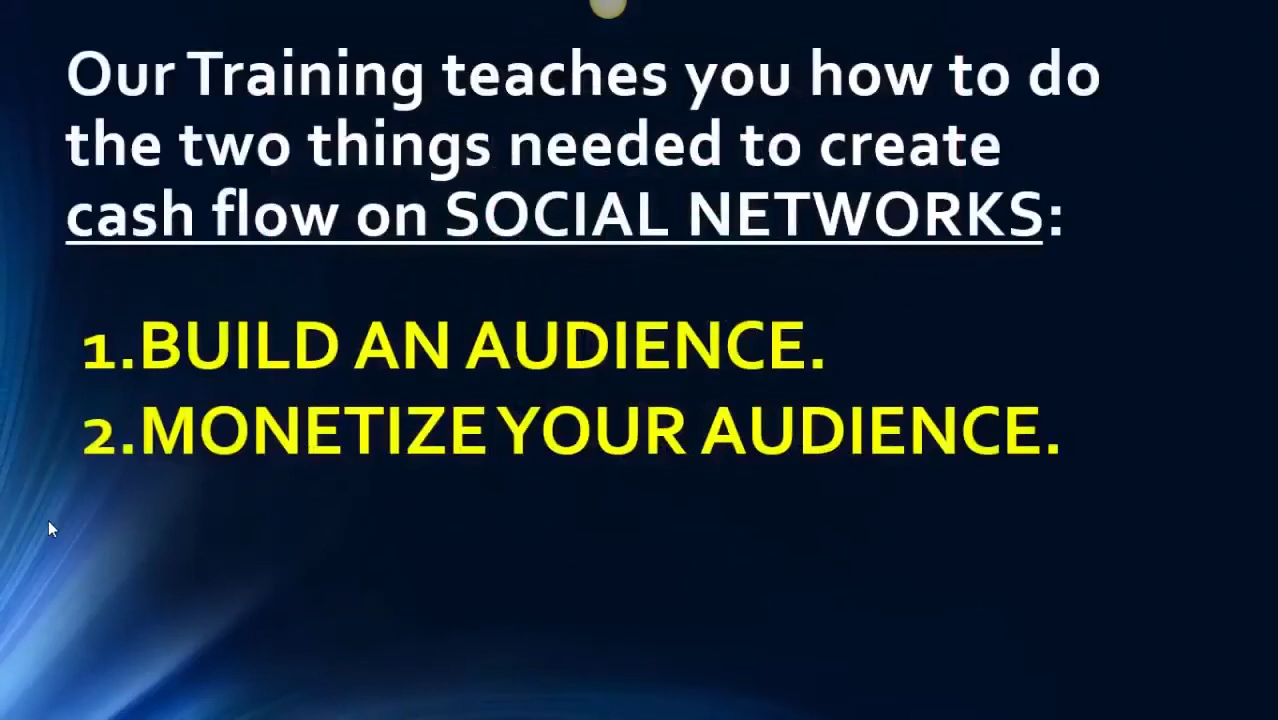 Our Training teaches you how to do
the two things needed to create
cash flow on SOCIAL NETWORKS:
1.BUILD AN AUDIENCE.
2.MONETIZE YOUR AUDIENCE.